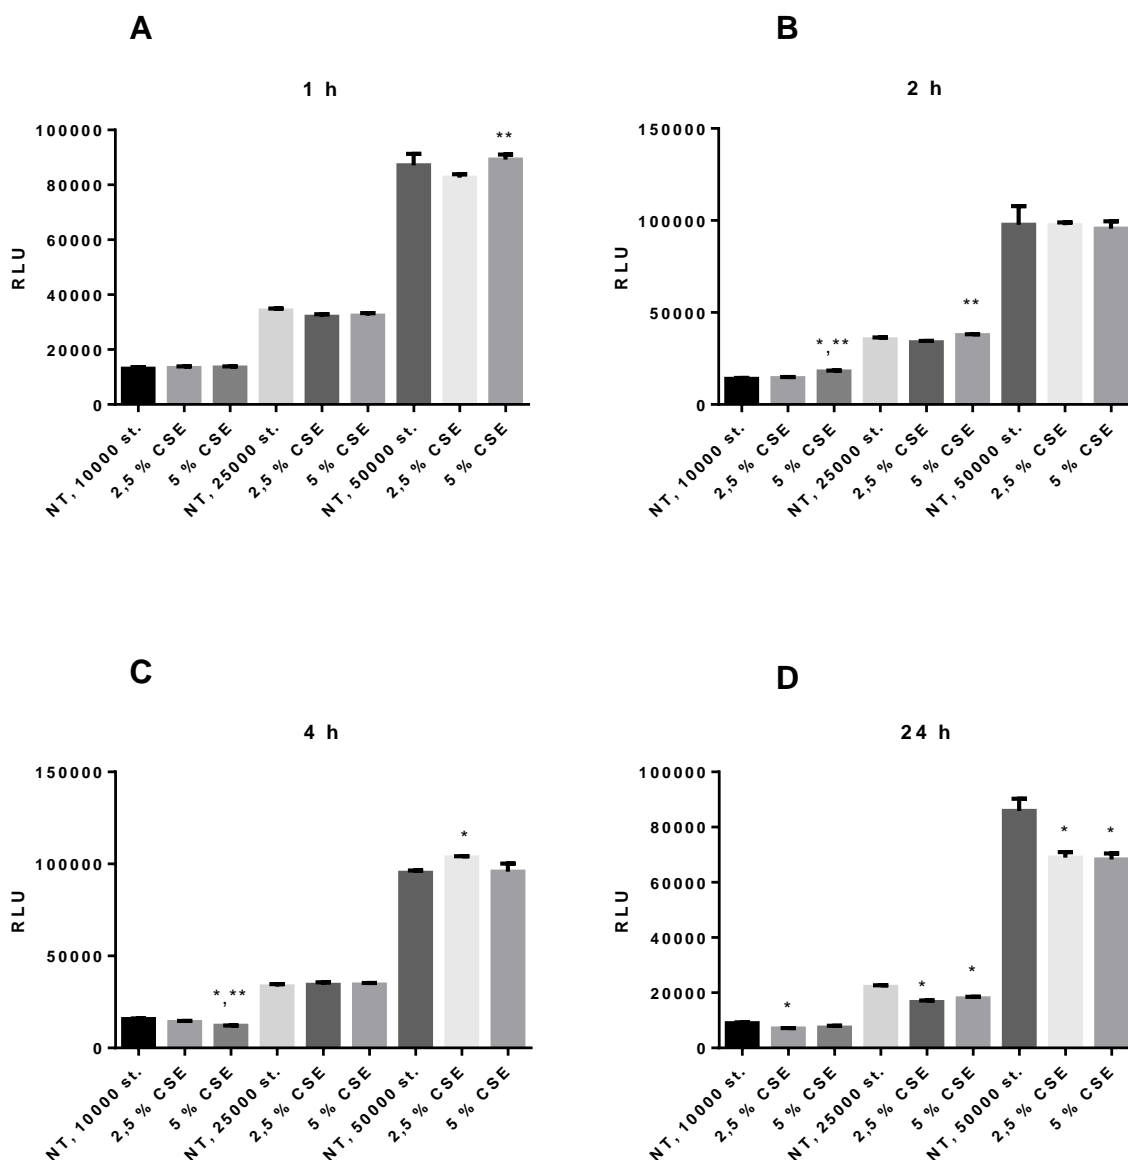 A
1 h
RLU
100000
80000
60000
40000
20000
0
**
NT, 10000 st.
2,5 % CSE
5 % CSE
NT, 25000 st.
2,5 % CSE
5 % CSE
NT, 50000 st.
2,5 % CSE
5 % CSE
B
2 h
RLU
150000
100000
50000
0
*,**
**
NT, 10000 st.
2,5 % CSE
5 % CSE
NT, 25000 st.
2,5 % CSE
5 % CSE
NT, 50000 st.
2,5 % CSE
5 % CSE
C
4 h
RLU
150000
100000
50000
0
*,**
*
NT, 10000 st.
2,5 % CSE
5 % CSE
NT, 25000 st.
2,5 % CSE
5 % CSE
NT, 50000 st.
2,5 % CSE
5 % CSE
D
24 h
RLU
100000
80000
60000
40000
20000
0
*
*
*
*
*
NT, 10000 st.
2,5 % CSE
5 % CSE
NT, 25000 st.
2,5 % CSE
5 % CSE
NT, 50000 st.
2,5 % CSE
5 % CSE